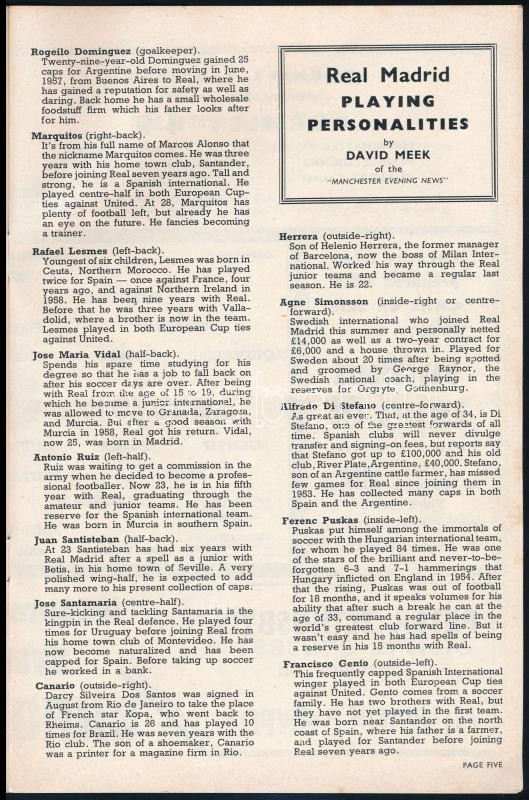 Rogeilo Dominguez (goalkeeper).
Twenty-nine-year-old Dominguez gained 25
caps for Argentine before moving in June,
1957, from Buenos Aires to Real, where he
has gained a reputation for safety as well as
daring. Back home he has a small wholesale
foodstuff firm which his father looks after
for him.
Marquitos (right-back).
It's from his full name of Marcos Alonso that
the nickname Marquitos comes. He was three
years with his home town club, Santander,
before joining Real seven years ago. Tall and
strong, he is a Spanish international. He
played centre-half in both European Cup-
ties against United. At 28, Marquitos has
plenty of football left, but already he has
an eye on the future. He fancies becoming
a trainer.
Rafael Lesmes (left-back).
Youngest of six children, Lesmes was born in
Ceuta, Northern Morocco. He has played
twice for Spain — once against France, four
years ago, and against Northern Ireland in
1958. He has been nine years with Real.
Before that he was three years with Valla-
dolid, where a brother is now in the team.
Lesmes played in both European Cup ties
against United.
Jose Maria Vidal (half-back).
Spends his spare time studying for his
degree so that he has a job to fall back on
after his soccer days are over. After being
with Real from the age of 15 to 19, during
which he became a junior international, he
was allowed to move to Granada, Zaragoza,
and Murcia. But after a good season with
Murcia in 1958, Real got his return. Vidal,
now 25, was born in Madrid.
Antonio Ruiz (left-half).
Ruiz was waiting to get a commission in the
army when he decided to become a profes-
sional footballer. Now 23, he is in his fifth
year with Real, graduating through the
amateur and junior teams. He has been
reserve for the Spanish international team.
He was born in Murcia in southern Spain.
Juan Santisteban (half-back).
At 23 Santisteban has had six years with
Real Madrid after a spell as a junior with
Betis, in his home town of Seville. A very
polished wing-half, he is expected to add
many more to his present collection of caps.
Jose Santamaria (centre-half).
Sure-kicking and tackling Santamaria is the
kingpin in the Real defence. He played four
times for Uruguay before joining Real from
his home town club of Montevideo. He has
now become naturalized and has been
capped for Spain. Before taking up soccer
he worked in a bank.
Canario (outside-right).
Darcy Silveira Dos Santos was signed in
August from Rio de Janeiro to take the place
of French star Kopa, who went back to
Rheims. Canario is 26 and has played 10
times for Brazil. He was seven years with the
Rio club. The son of a shoemaker, Canario
was a printer for a magazine firm in Rio.
Real Madrid
PLAYING
PERSONALITIES
by
DAVID MEEK
of the
"MANCHESTER EVENING NEWS"
Herrera (outside-right).
Son of Helenio Herrera, the former manager
of Barcelona, now the boss of Milan Inter-
national. Worked his way through the Real
junior teams and became a regular last
season. He is 22.
Agne Simonsson (inside-right or centre-
forward).
Swedish international who joined Real
Madrid this summer and personally netted
£14,000 as well as a two-year contract for
£6,000 and a house thrown in. Played for
Sweden about 20 times after being spotted
and groomed by George Raynor, the
Swedish national coach, playing in the
reserves for Orgryte, Gothenburg.
Alfredo Di Stefano (centre-forward).
As great as ever. That, at the age of 34, is Di
Stefano, one of the greatest forwards of all
time. Spanish clubs will never divulge
transfer and signing-on fees, but reports say
that Stefano got up to £100,000 and his old
club, River Plate, Argentine, £40,000. Stefano,
son of an Argentine cattle farmer, has missed
few games for Real since joining them in
1953. He has collected many caps in both
Spain and the Argentine.
Ferenc Puskas (inside-left).
Puskas put himself among the immortals of
soccer with the Hungarian international team,
for whom he played 84 times. He was one
of the stars of the brilliant and never-to-be-
forgotten 6–3 and 7–1 hammerings that
Hungary inflicted on England in 1954. After
that the rising, Puskas was out of football
for 18 months, and it speaks volumes for his
ability that after such a break he can at the
age of 33, command a regular place in the
world's greatest club forward line. But it
wasn't easy and he has had spells of being
a reserve in his 15 months with Real.
Francisco Gento (outside-left).
This frequently capped Spanish International
winger played in both European Cup ties
against United. Gento comes from a soccer
family. He has two brothers with Real, but
they have not yet played in the first team.
He was born near Santander on the north
coast of Spain, where his father is a farmer,
and played for Santander before joining
Real seven years ago.
PAGE FIVE